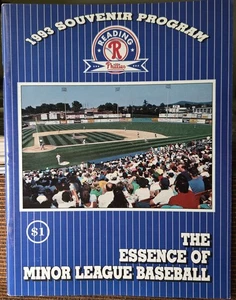 1993 SOUVENIR PROGRAM
READING
R
Phillies
$1
THE
ESSENCE OF
MINOR LEAGUE BASEBALL